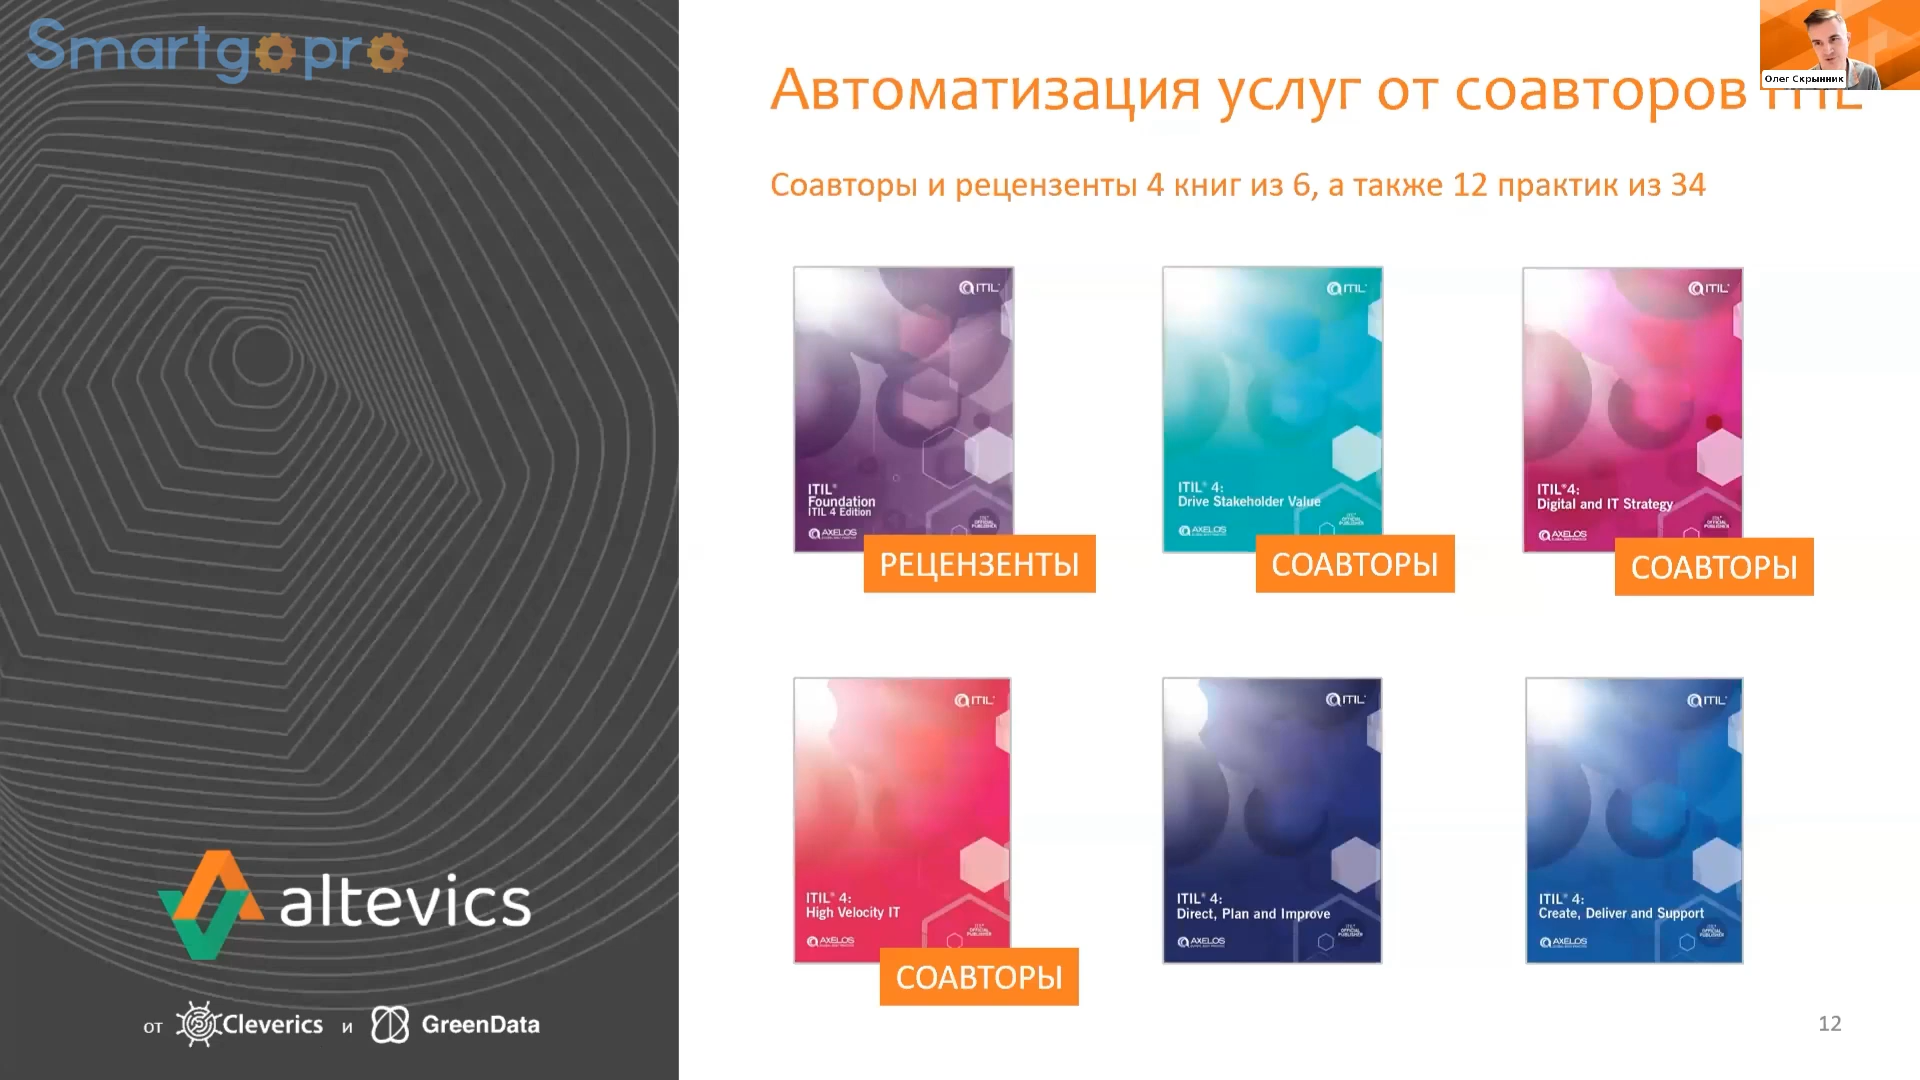 Smartgopro
Олег Скрынник
Автоматизация услуг от соавторов ITIL
Соавторы и рецензенты 4 книг из 6, а также 12 практик из 34
ITIL®
ITIL®
Foundation
ITIL 4 Edition
AXELOS
РЕЦЕНЗЕНТЫ
ITIL®
ITIL® 4:
Drive Stakeholder Value
AXELOS
СОАВТОРЫ
ITIL®
ITIL® 4:
Digital and IT Strategy
AXELOS
СОАВТОРЫ
ITIL®
ITIL® 4:
High Velocity IT
AXELOS
СОАВТОРЫ
ITIL®
ITIL® 4:
Direct, Plan and Improve
AXELOS
ITIL®
ITIL® 4:
Create, Deliver and Support
AXELOS
altevics
от Cleverics и GreenData
12